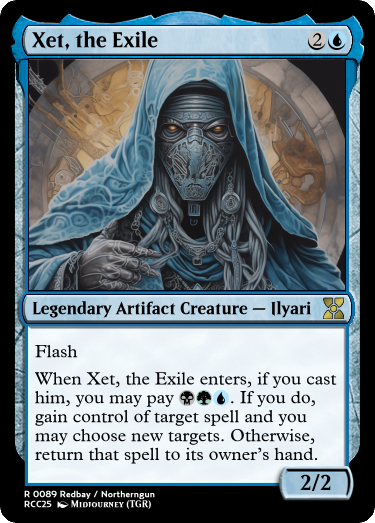 Xet, the Exile
2
Legendary Artifact Creature — Ilyari
Flash
When Xet, the Exile enters, if you cast
him, you may pay . If you do,
gain control of target spell and you
may choose new targets. Otherwise,
return that spell to its owner's hand.
2/2
R 0089 Redbay / Northerngun
RCC25 Midjourney (TGR)